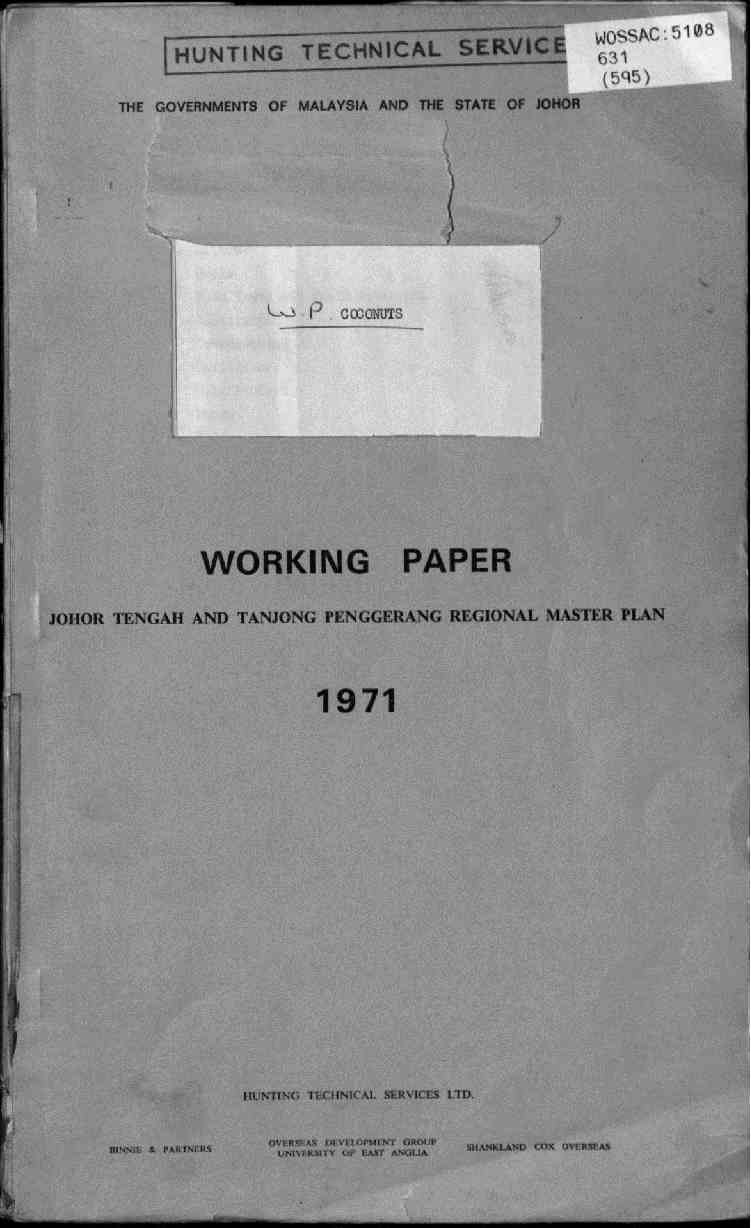 HUNTING TECHNICAL SERVICE
WOSSAC:5108
631
(595)
THE GOVERNMENTS OF MALAYSIA AND THE STATE OF JOHOR
W.P. COCONUTS
WORKING PAPER
JOHOR TENGAH AND TANJONG PENGGERANG REGIONAL MASTER PLAN
1971
HUNTING TECHNICAL SERVICES LTD.
BINNIE & PARTNERS
OVERSEAS DEVELOPMENT GROUP
UNIVERSITY OF EAST ANGLIA
SHANKLAND COX OVERSEAS